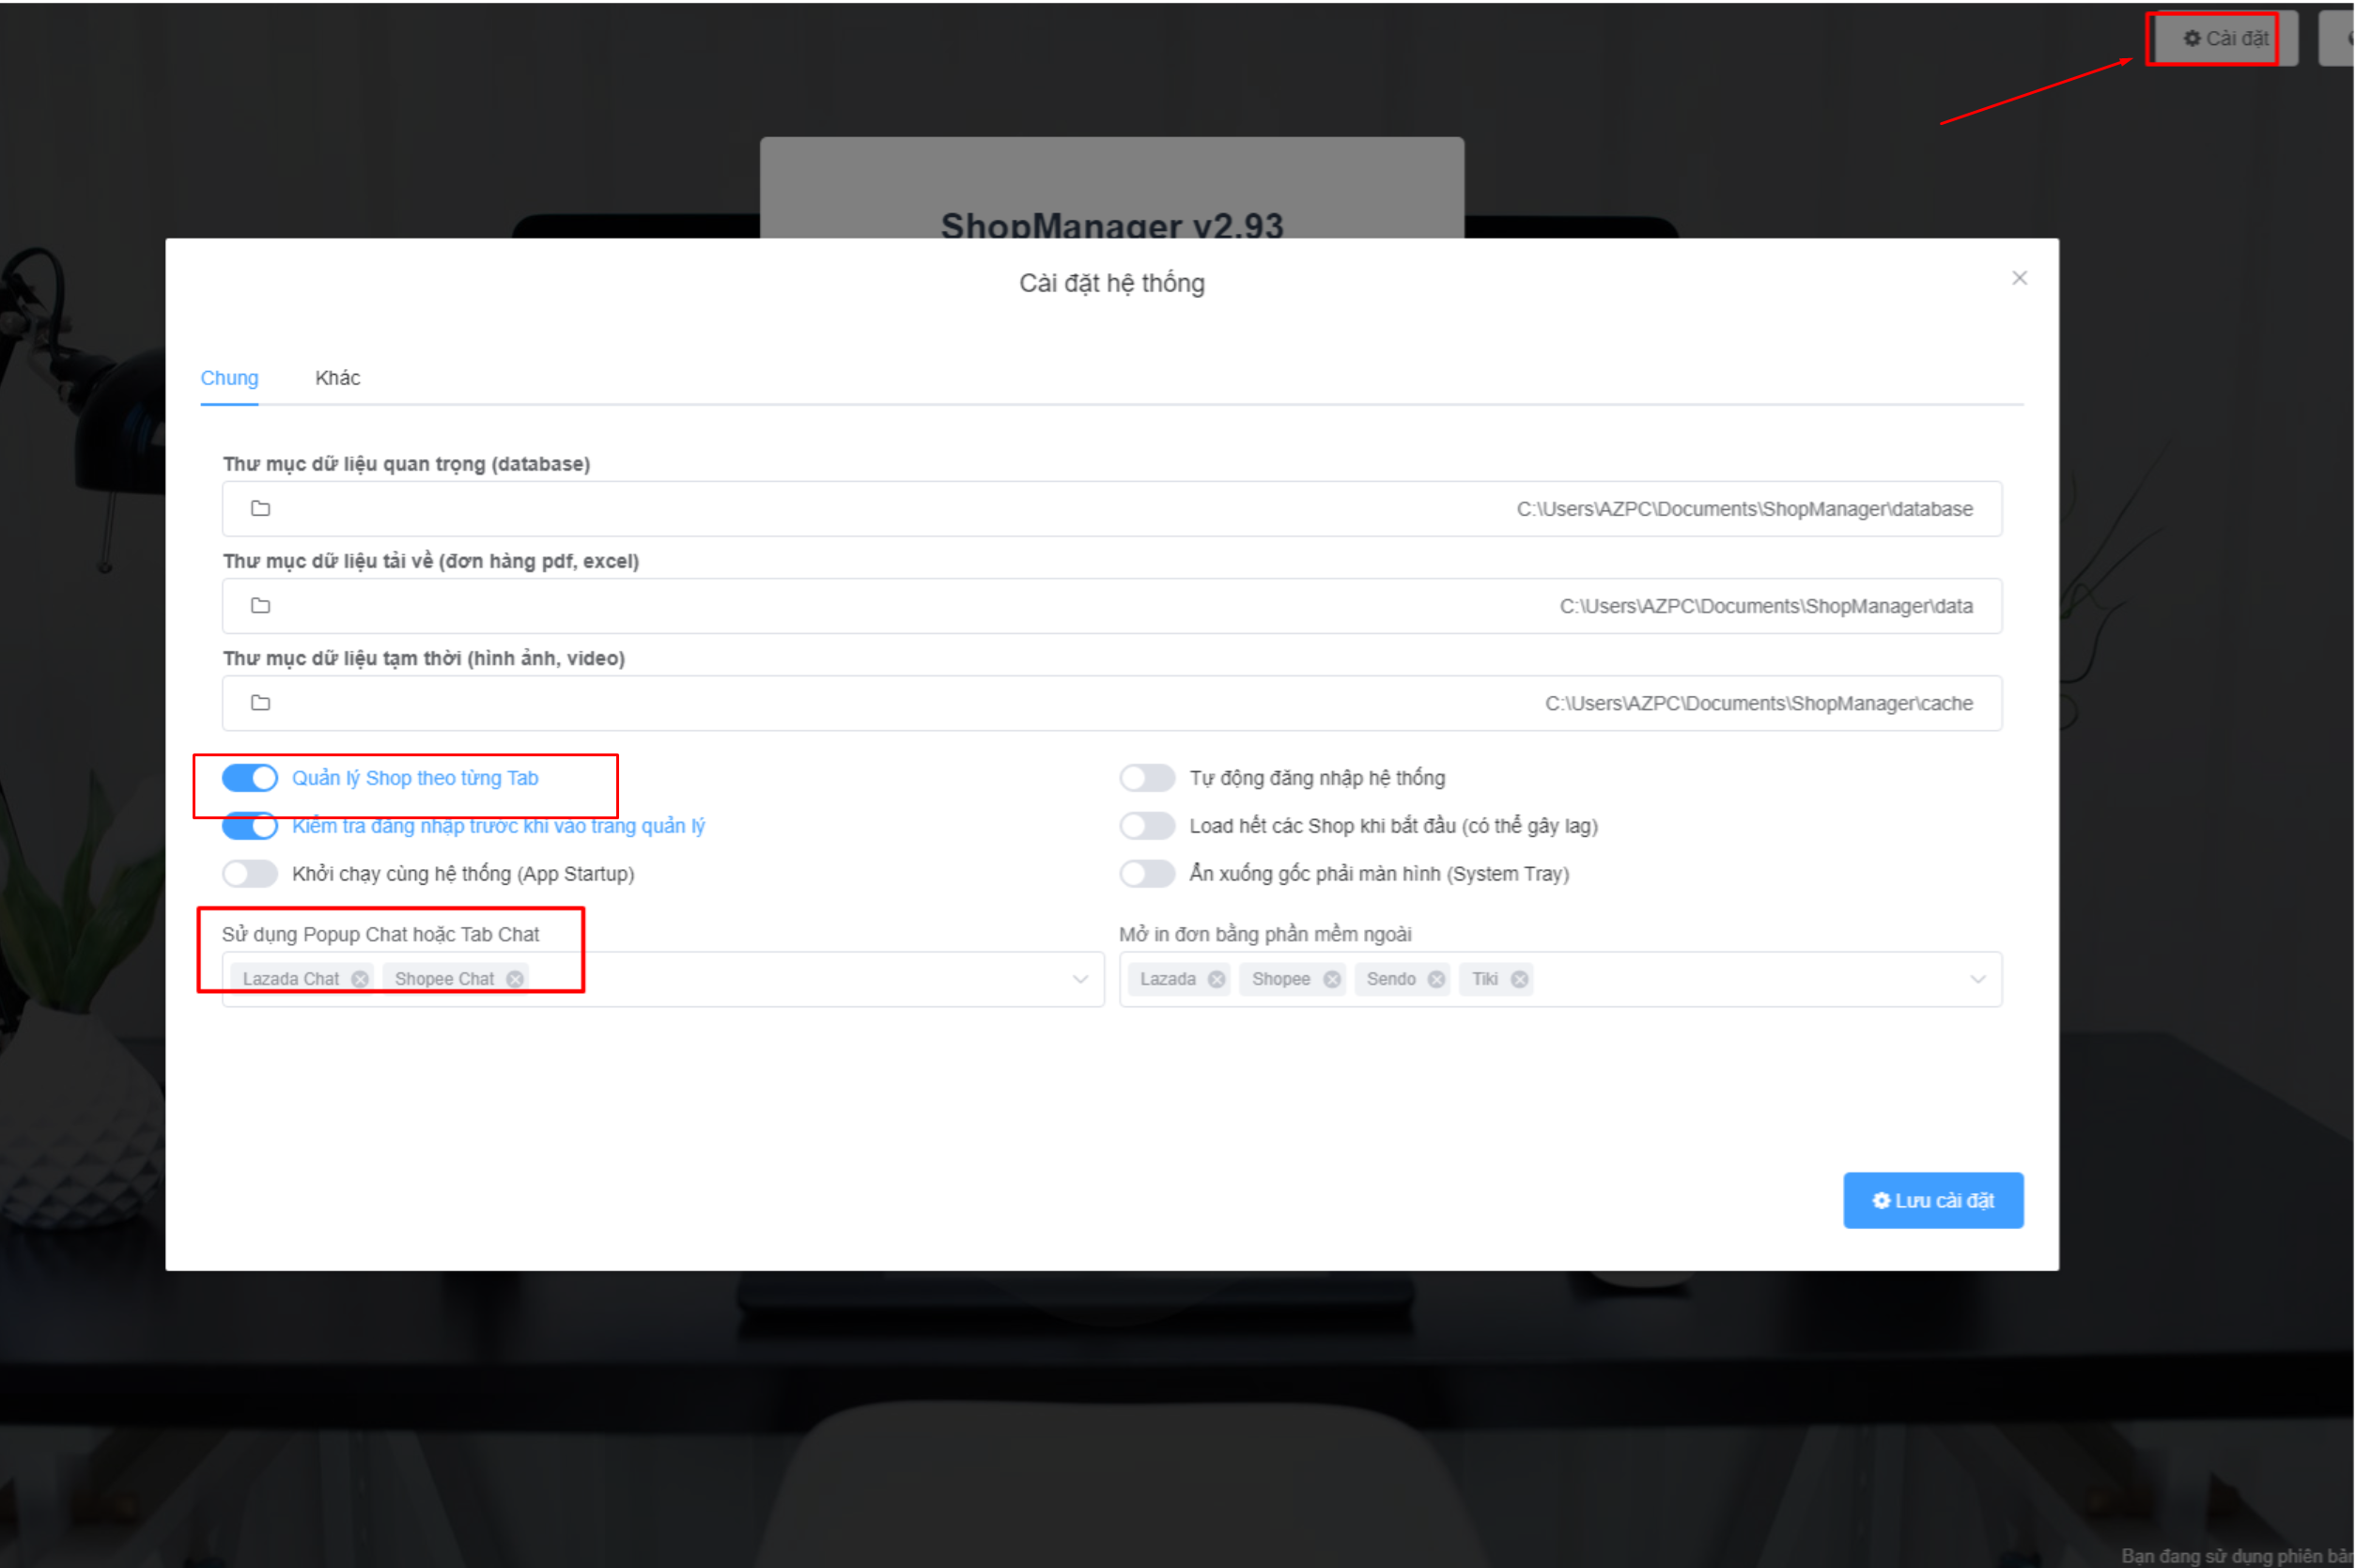 Cài đặt
ShopManager v2.93
Cài đặt hệ thống
Chung
Khác
Thư mục dữ liệu quan trọng (database)
C:\Users\AZPC\Documents\ShopManager\database
Thư mục dữ liệu tải về (đơn hàng pdf, excel)
C:\Users\AZPC\Documents\ShopManager\data
Thư mục dữ liệu tạm thời (hình ảnh, video)
C:\Users\AZPC\Documents\ShopManager\cache
Quản lý Shop theo từng Tab
Tự động đăng nhập hệ thống
Kiểm tra đăng nhập trước khi vào trang quản lý
Load hết các Shop khi bắt đầu (có thể gây lag)
Khởi chạy cùng hệ thống (App Startup)
Ẩn xuống gốc phải màn hình (System Tray)
Sử dụng Popup Chat hoặc Tab Chat
Mở in đơn bằng phần mềm ngoài
Lazada Chat Shopee Chat
Lazada Shopee Sendo Tiki
Lưu cài đặt
Bạn đang sử dụng phiên bản